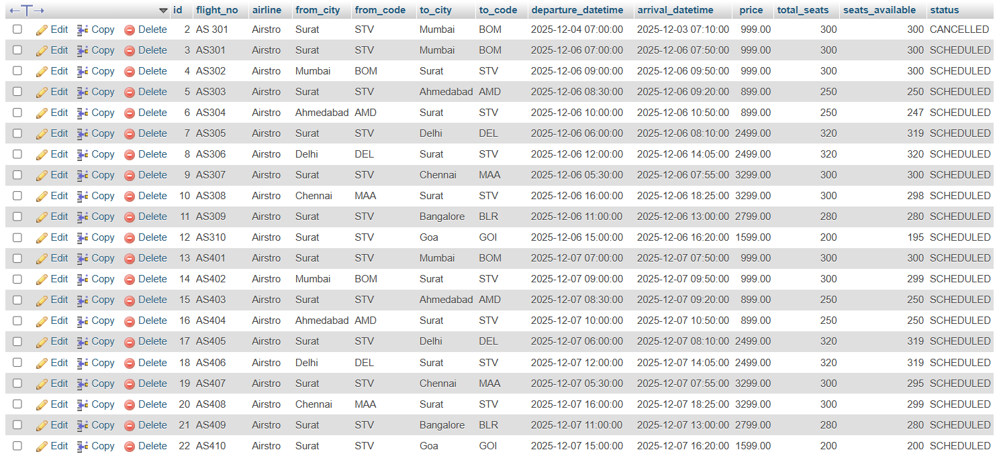 id flight_no airline from_city from_code to_city to_code departure_datetime arrival_datetime price total_seats seats_available status
Edit Copy Delete 2 AS 301 Airstro Surat STV Mumbai BOM 2025-12-04 07:00:00 2025-12-03 07:10:00 999.00 300 300 CANCELLED
Edit Copy Delete 3 AS301 Airstro Surat STV Mumbai BOM 2025-12-06 07:00:00 2025-12-06 07:50:00 999.00 300 300 SCHEDULED
Edit Copy Delete 4 AS302 Airstro Mumbai BOM Surat STV 2025-12-06 09:00:00 2025-12-06 09:50:00 999.00 300 300 SCHEDULED
Edit Copy Delete 5 AS303 Airstro Surat STV Ahmedabad AMD 2025-12-06 08:30:00 2025-12-06 09:20:00 899.00 250 250 SCHEDULED
Edit Copy Delete 6 AS304 Airstro Ahmedabad AMD Surat STV 2025-12-06 10:00:00 2025-12-06 10:50:00 899.00 250 247 SCHEDULED
Edit Copy Delete 7 AS305 Airstro Surat STV Delhi DEL 2025-12-06 06:00:00 2025-12-06 08:10:00 2499.00 320 319 SCHEDULED
Edit Copy Delete 8 AS306 Airstro Delhi DEL Surat STV 2025-12-06 12:00:00 2025-12-06 14:05:00 2499.00 320 320 SCHEDULED
Edit Copy Delete 9 AS307 Airstro Surat STV Chennai MAA 2025-12-06 05:30:00 2025-12-06 07:55:00 3299.00 300 300 SCHEDULED
Edit Copy Delete 10 AS308 Airstro Chennai MAA Surat STV 2025-12-06 16:00:00 2025-12-06 18:25:00 3299.00 300 298 SCHEDULED
Edit Copy Delete 11 AS309 Airstro Surat STV Bangalore BLR 2025-12-06 11:00:00 2025-12-06 13:00:00 2799.00 280 280 SCHEDULED
Edit Copy Delete 12 AS310 Airstro Surat STV Goa GOI 2025-12-06 15:00:00 2025-12-06 16:20:00 1599.00 200 195 SCHEDULED
Edit Copy Delete 13 AS401 Airstro Surat STV Mumbai BOM 2025-12-07 07:00:00 2025-12-07 07:50:00 999.00 300 300 SCHEDULED
Edit Copy Delete 14 AS402 Airstro Mumbai BOM Surat STV 2025-12-07 09:00:00 2025-12-07 09:50:00 999.00 300 299 SCHEDULED
Edit Copy Delete 15 AS403 Airstro Surat STV Ahmedabad AMD 2025-12-07 08:30:00 2025-12-07 09:20:00 899.00 250 250 SCHEDULED
Edit Copy Delete 16 AS404 Airstro Ahmedabad AMD Surat STV 2025-12-07 10:00:00 2025-12-07 10:50:00 899.00 250 250 SCHEDULED
Edit Copy Delete 17 AS405 Airstro Surat STV Delhi DEL 2025-12-07 06:00:00 2025-12-07 08:10:00 2499.00 320 319 SCHEDULED
Edit Copy Delete 18 AS406 Airstro Delhi DEL Surat STV 2025-12-07 12:00:00 2025-12-07 14:05:00 2499.00 320 319 SCHEDULED
Edit Copy Delete 19 AS407 Airstro Surat STV Chennai MAA 2025-12-07 05:30:00 2025-12-07 07:55:00 3299.00 300 295 SCHEDULED
Edit Copy Delete 20 AS408 Airstro Chennai MAA Surat STV 2025-12-07 16:00:00 2025-12-07 18:25:00 3299.00 300 299 SCHEDULED
Edit Copy Delete 21 AS409 Airstro Surat STV Bangalore BLR 2025-12-07 11:00:00 2025-12-07 13:00:00 2799.00 280 280 SCHEDULED
Edit Copy Delete 22 AS410 Airstro Surat STV Goa GOI 2025-12-07 15:00:00 2025-12-07 16:20:00 1599.00 200 200 SCHEDULED